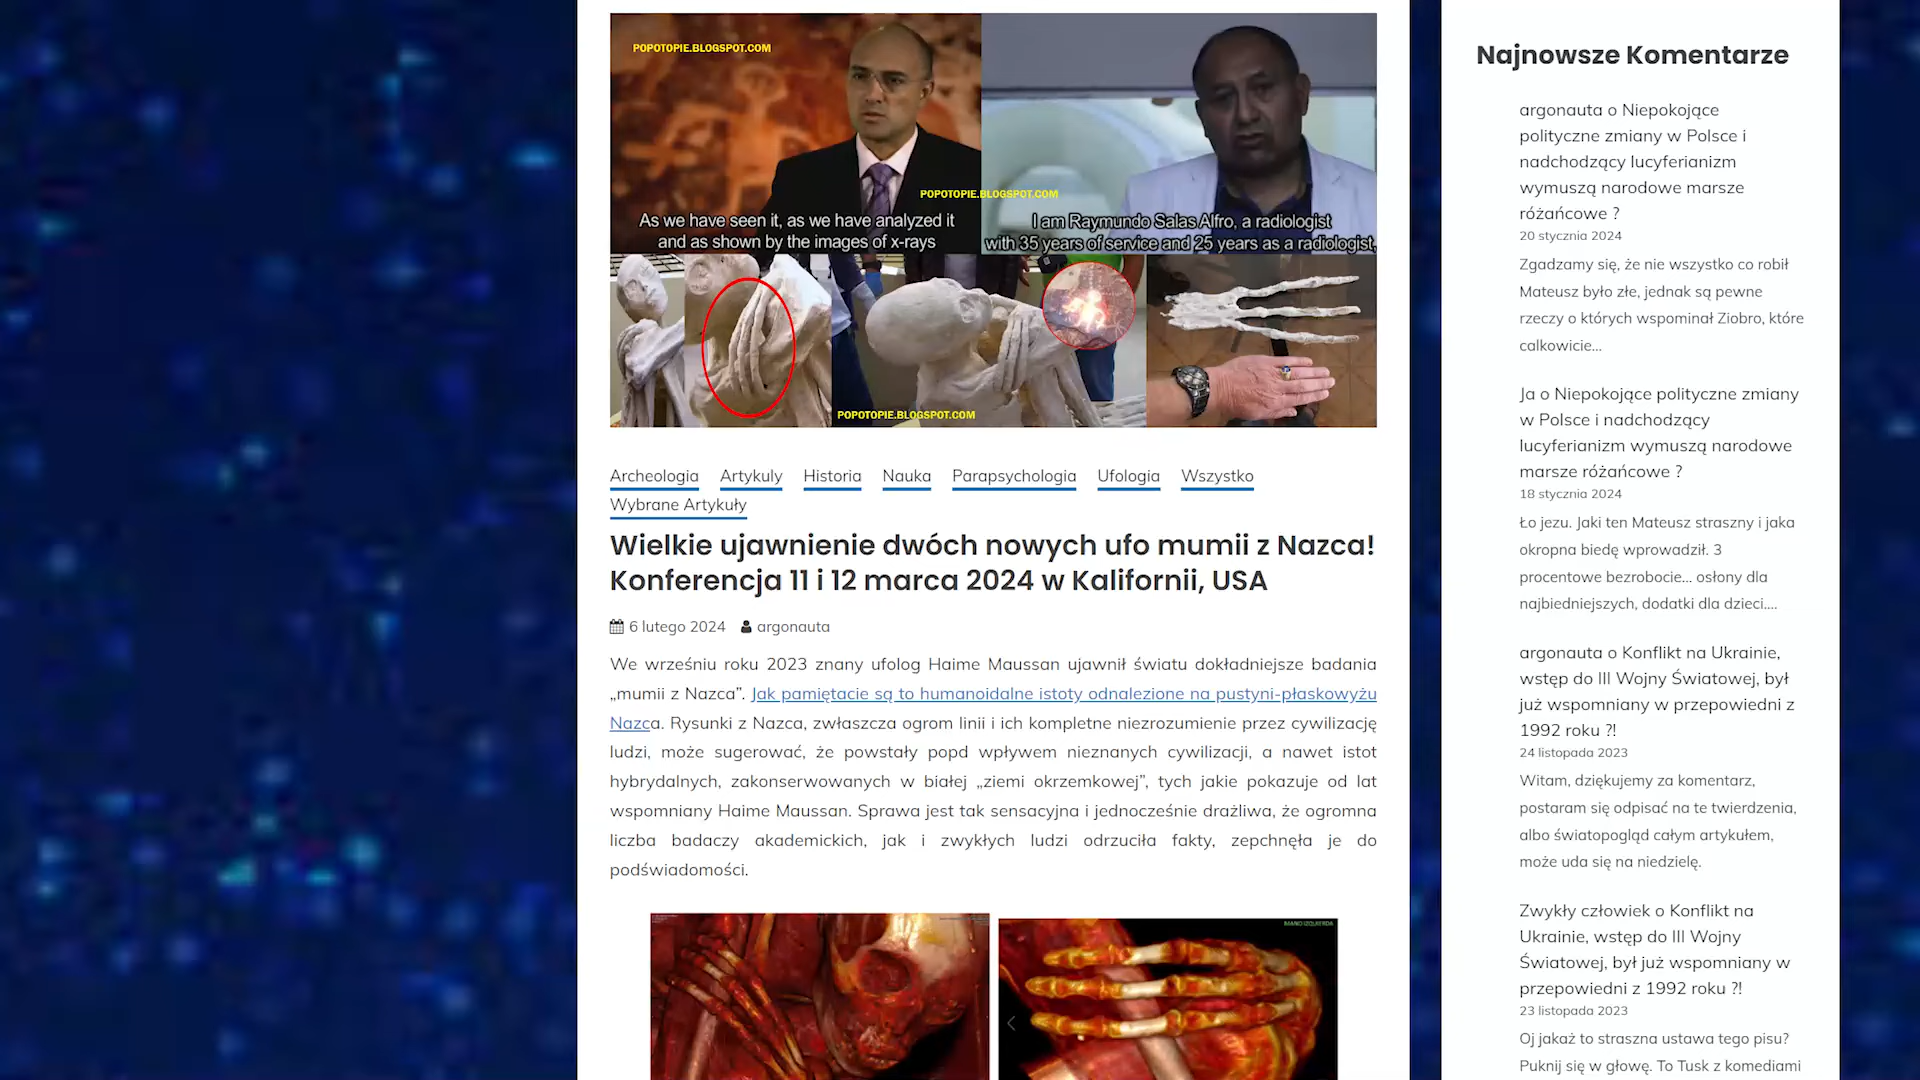 POPOTOPIE.BLOGSPOT.COM
As we have seen it, as we have analyzed it
and as shown by the images of x-rays
POPOTOPIE.BLOGSPOT.COM
I am Raymundo Salas Alfro, a radiologist
with 35 years of service and 25 years as a radiologist,
POPOTOPIE.BLOGSPOT.COM
Archeologia Artykuly Historia Nauka Parapsychologia Ufologia Wszystko
Wybrane Artykuły
Wielkie ujawnienie dwóch nowych ufo mumii z Nazca!
Konferencja 11 i 12 marca 2024 w Kalifornii, USA
6 lutego 2024 argonauta
We wrześniu roku 2023 znany ufolog Haime Maussan ujawnił światu dokładniejsze badania
„mumii z Nazca”. Jak pamiętacie są to humanoidalne istoty odnalezione na pustyni-płaskowyżu
Nazca. Rysunki z Nazca, zwłaszcza ogrom linii i ich kompletne niezrozumienie przez cywilizację
ludzi, może sugerować, że powstały popd wpływem nieznanych cywilizacji, a nawet istot
hybrydalnych, zakonserwowanych w białej „ziemi okrzemkowej”, tych jakie pokazuje od lat
wspomniany Haime Maussan. Sprawa jest tak sensacyjna i jednocześnie drażliwa, że ogromna
liczba badaczy akademickich, jak i zwykłych ludzi odrzuciła fakty, zepchnęła je do
podświadomości.
MANO IZQUIERDA
Najnowsze Komentarze
argonauta o Niepokojące
polityczne zmiany w Polsce i
nadchodzący lucyferianizm
wymuszą narodowe marsze
różańcowe ?
20 stycznia 2024
Zgadzamy się, że nie wszystko co robił
Mateusz było złe, jednak są pewne
rzeczy o których wspominał Ziobro, które
calkowicie...
Ja o Niepokojące polityczne zmiany
w Polsce i nadchodzący
lucyferianizm wymuszą narodowe
marsze różańcowe ?
18 stycznia 2024
Ło jezu. Jaki ten Mateusz straszny i jaka
okropna biedę wprowadził. 3
procentowe bezrobocie... osłony dla
najbiedniejszych, dodatki dla dzieci....
argonauta o Konflikt na Ukrainie,
wstęp do III Wojny Światowej, był
już wspomniany w przepowiedni z
1992 roku ?!
24 listopada 2023
Witam, dziękujemy za komentarz,
postaram się odpisać na te twierdzenia,
albo światopogląd całym artykułem,
może uda się na niedzielę.
Zwykły człowiek o Konflikt na
Ukrainie, wstęp do III Wojny
Światowej, był już wspomniany w
przepowiedni z 1992 roku ?!
23 listopada 2023
Oj jakaż to straszna ustawa tego pisu?
Puknij się w głowę. To Tusk z komediami